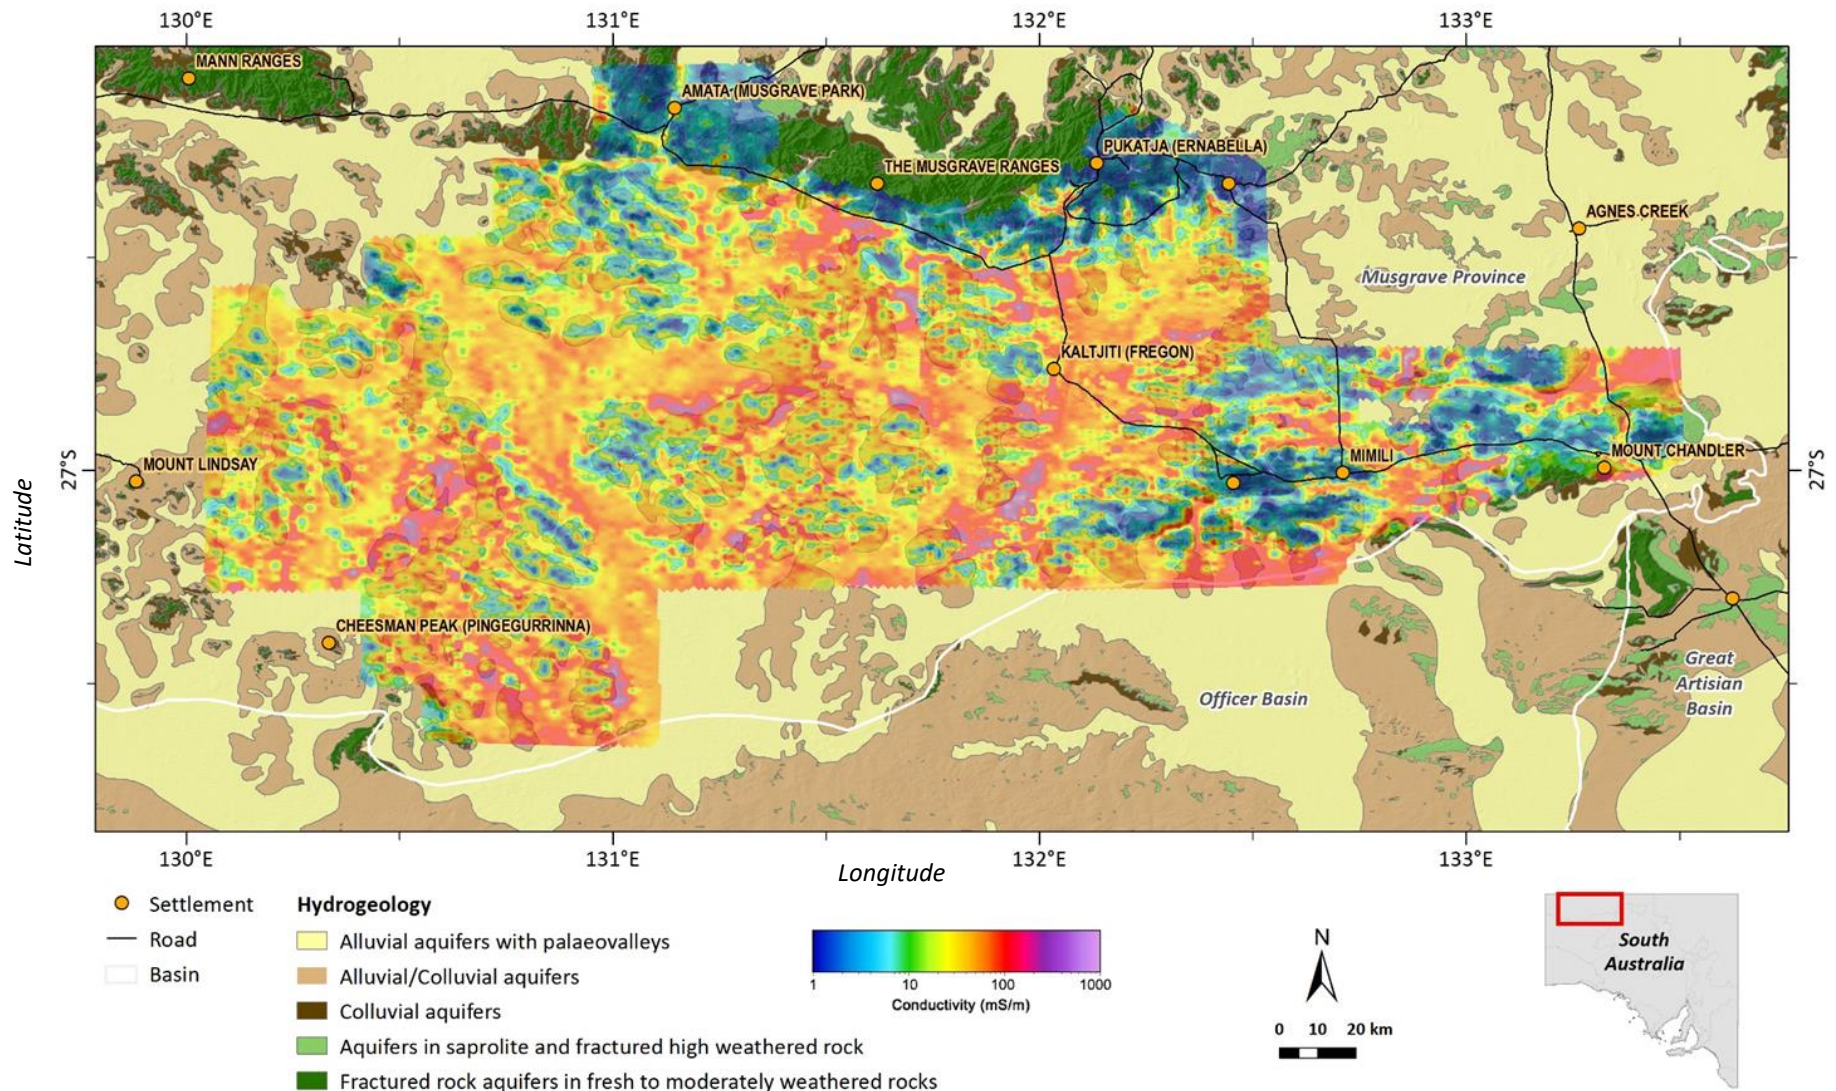 130°E
131°E
132°E
133°E
MANN RANGES
AMATA (MUSGRAVE PARK)
PUKATJA (ERNABELLA)
THE MUSGRAVE RANGES
AGNES CREEK
Musgrave Province
KALTJITI (FREGON)
MOUNT LINDSAY
MIMILI
MOUNT CHANDLER
27°S
27°S
Latitude
CHEESMAN PEAK (PINGEGURRINNA)
Officer Basin
Great
Artisian
Basin
130°E
131°E
132°E
133°E
Longitude
Settlement
Road
Basin
Hydrogeology
Alluvial aquifers with palaeovalleys
Alluvial/Colluvial aquifers
Colluvial aquifers
Aquifers in saprolite and fractured high weathered rock
Fractured rock aquifers in fresh to moderately weathered rocks
1 10 100 1000
Conductivity (mS/m)
N
0 10 20 km
South
Australia